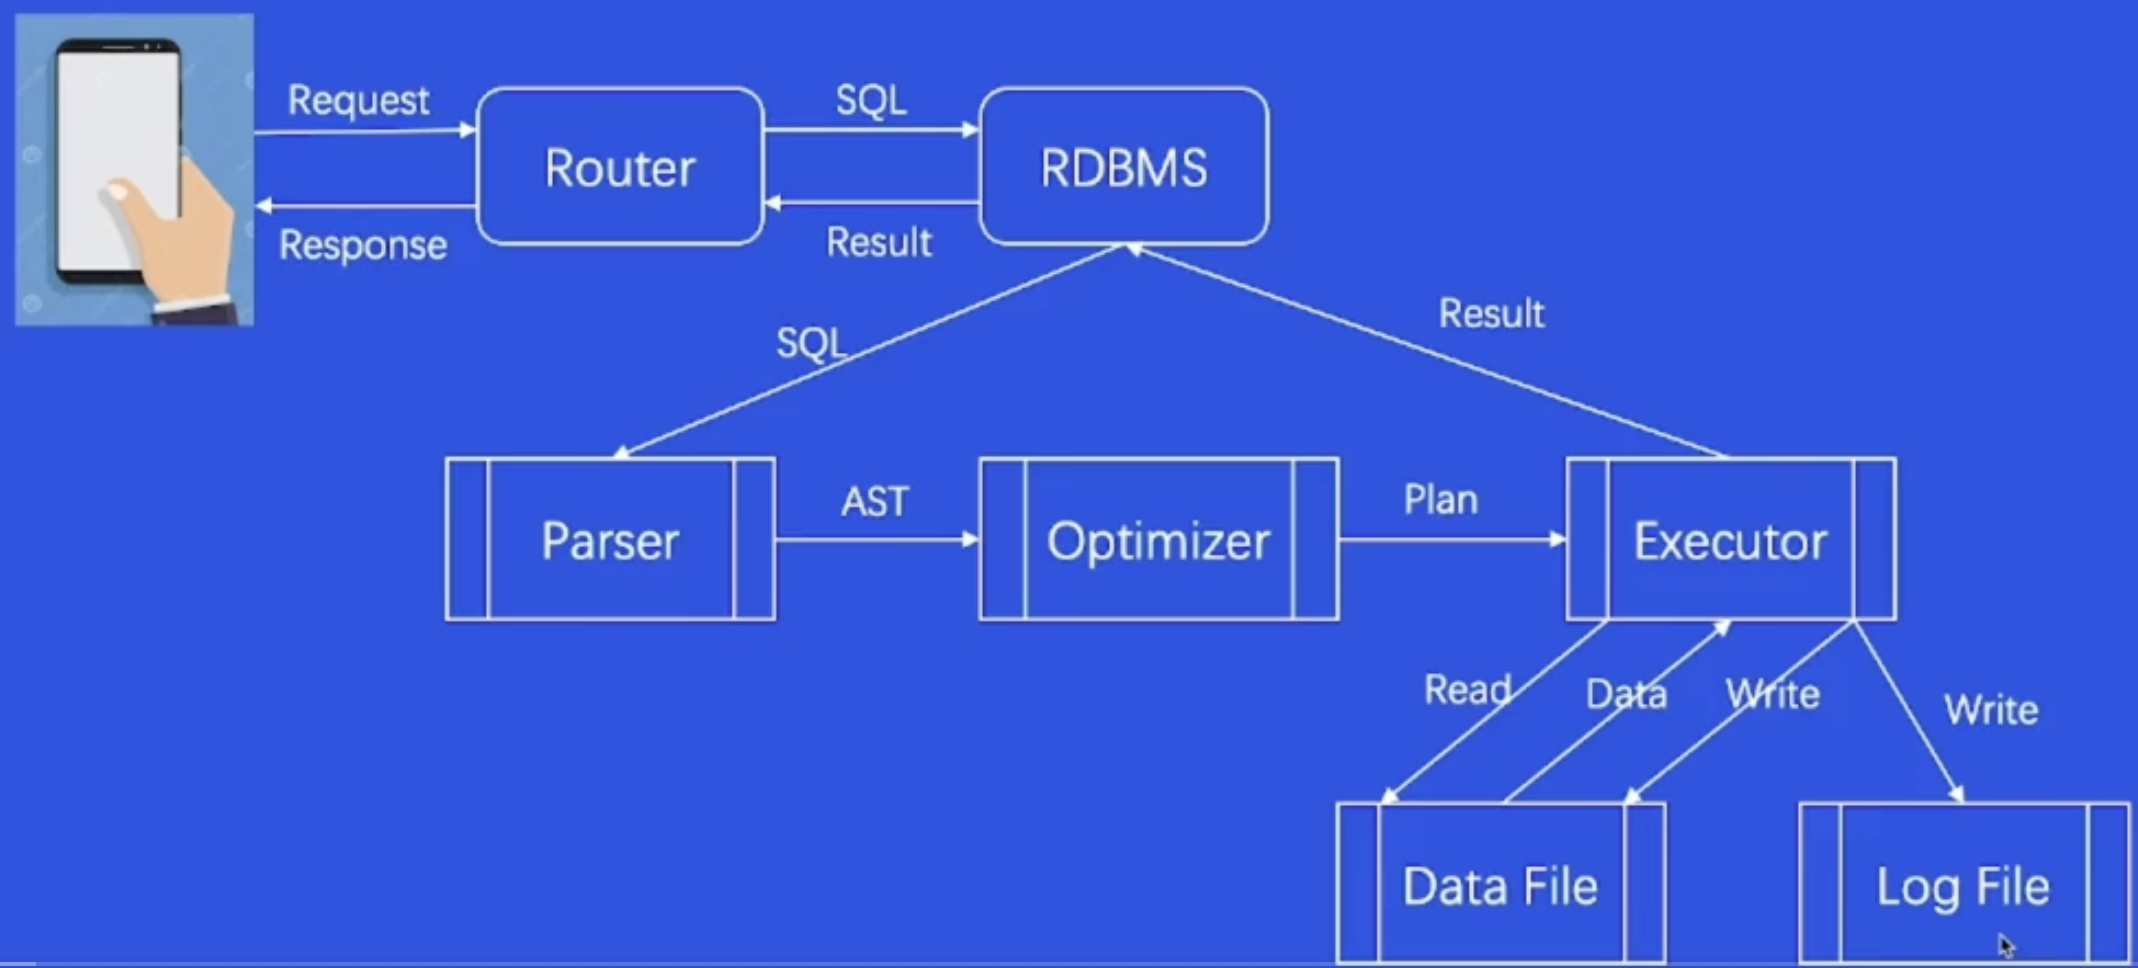 Request
SQL
Router
RDBMS
Response
Result
SQL
Result
Parser
AST
Optimizer
Plan
Executor
Read
Data
Write
Write
Data File
Log File